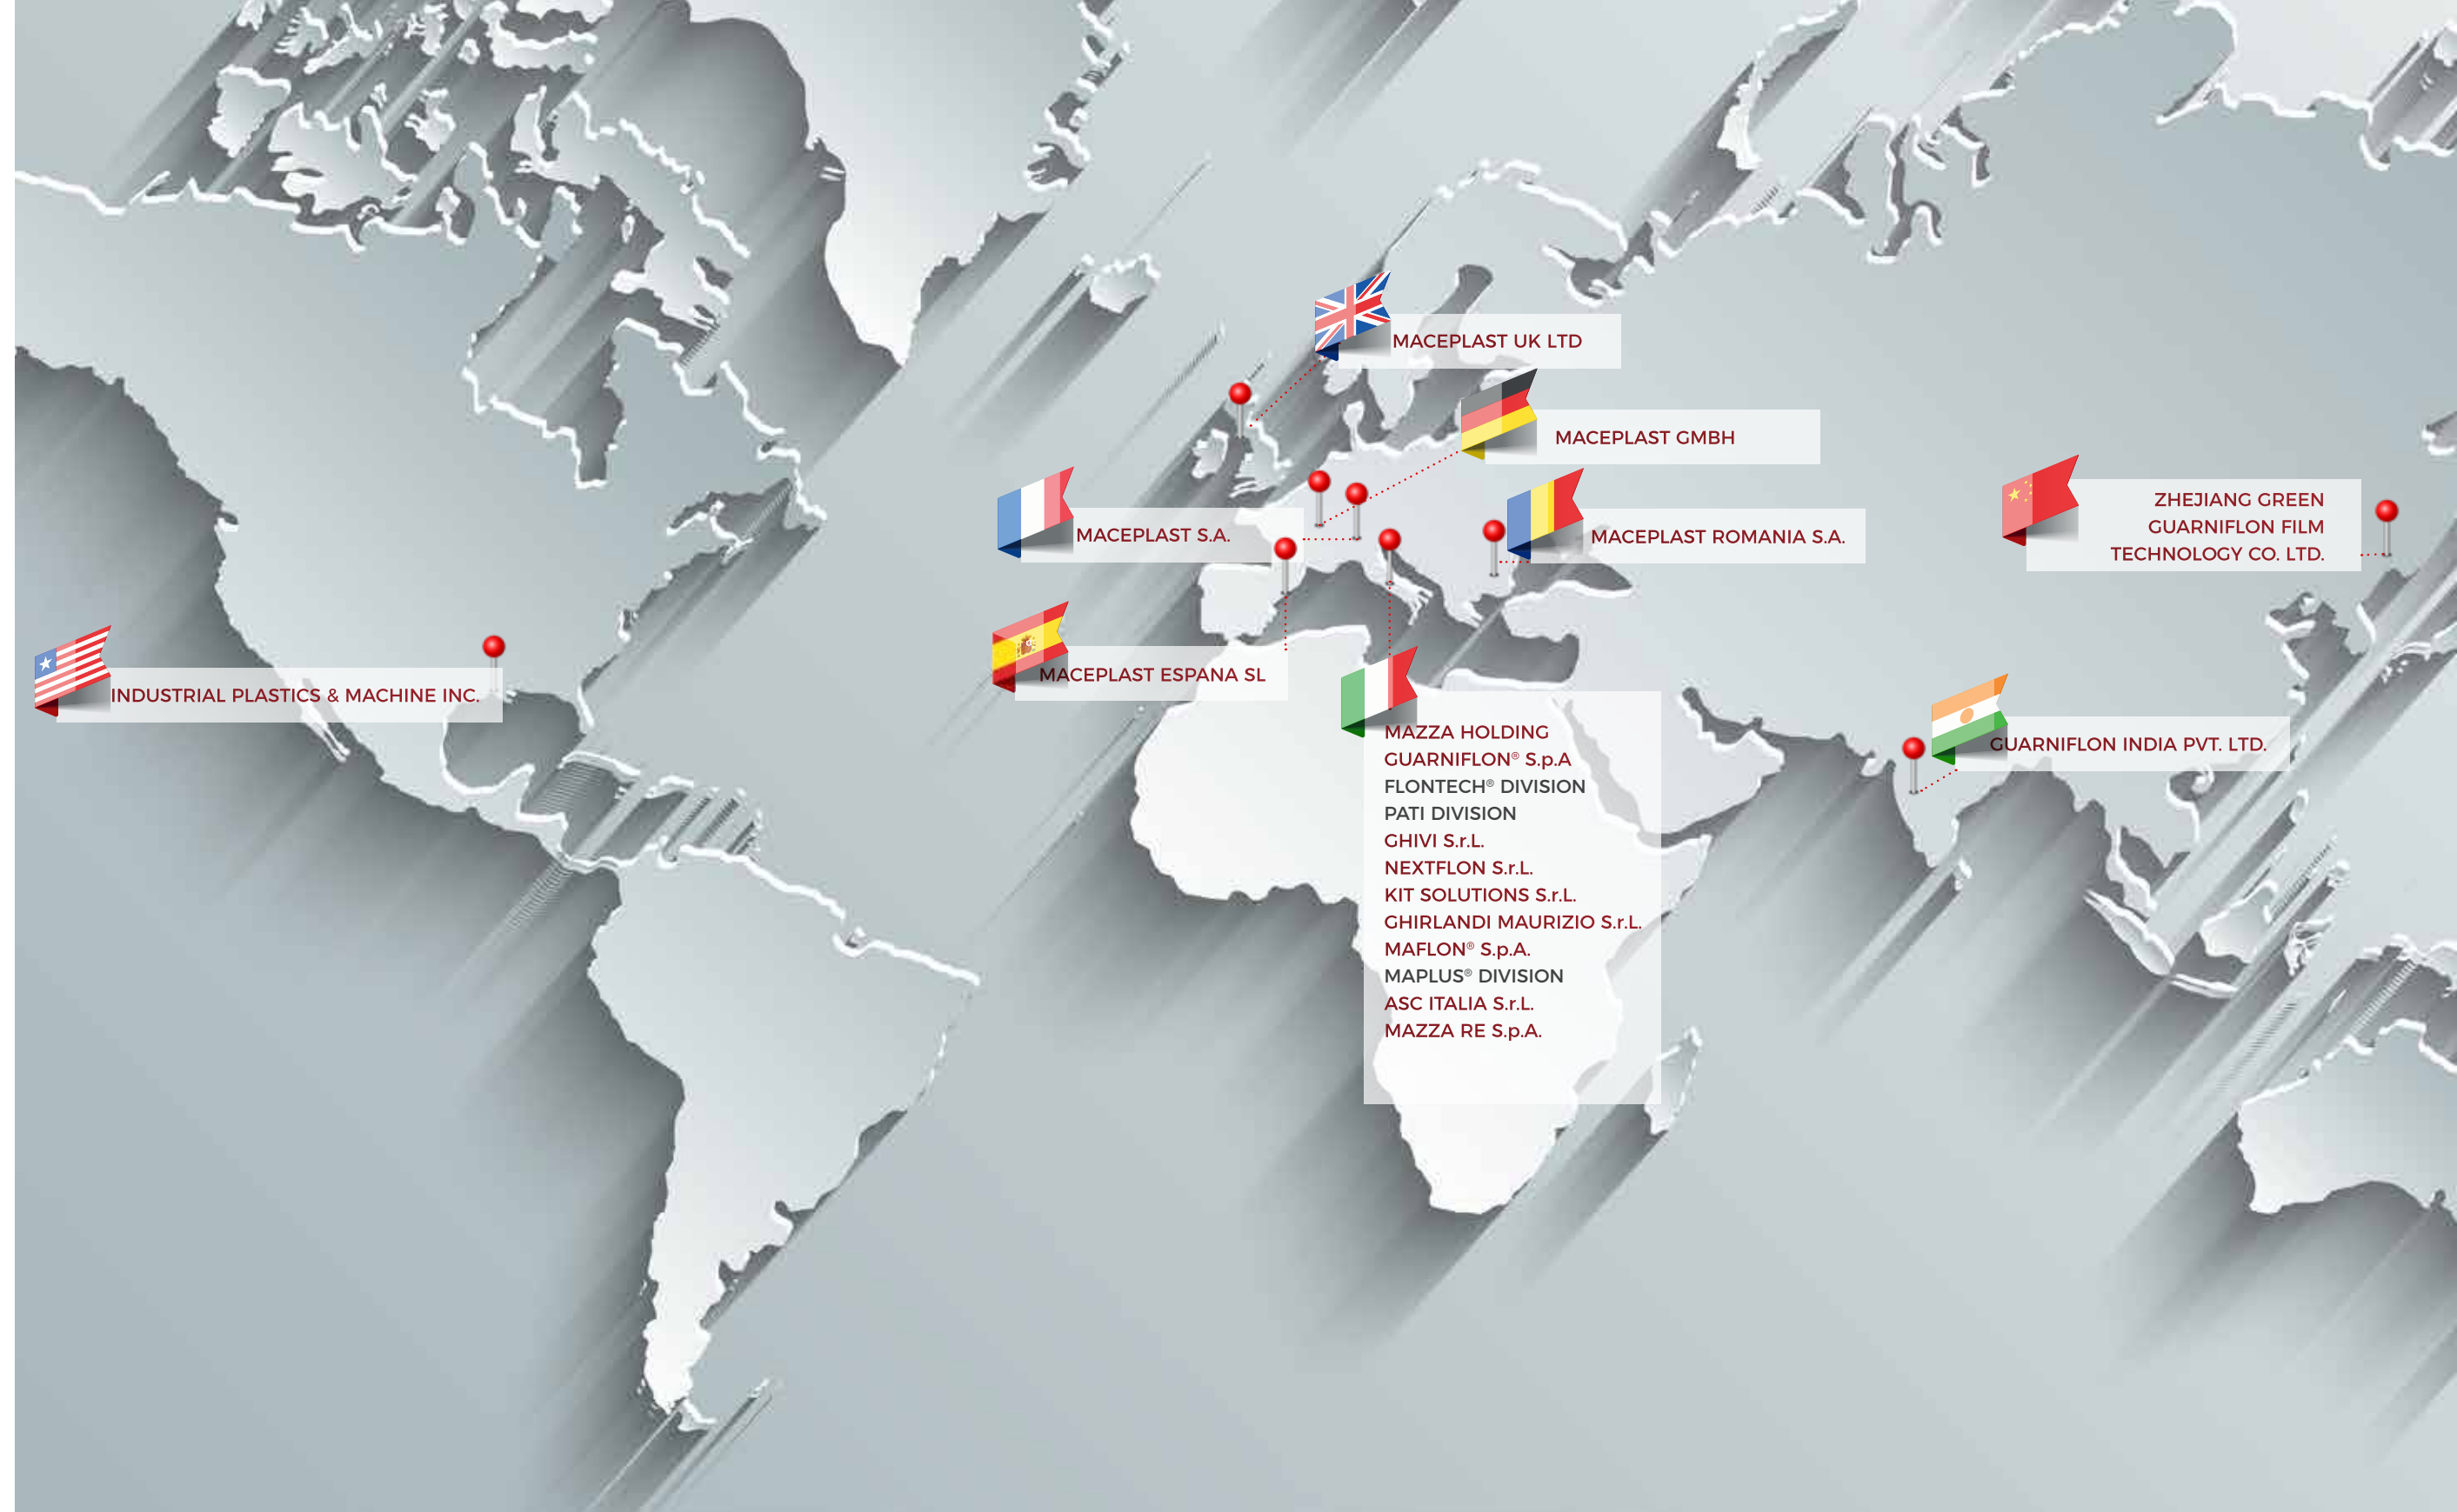 MACEPLAST UK LTD
MACEPLAST GMBH
MACEPLAST S.A.
MACEPLAST ROMANIA S.A.
ZHEJIANG GREEN
GUARNIFLON FILM
TECHNOLOGY CO. LTD.
MACEPLAST ESPANA SL
INDUSTRIAL PLASTICS & MACHINE INC.
GUARNIFLON INDIA PVT. LTD.
MAZZA HOLDING
GUARNIFLON® S.p.A
FLONTECH® DIVISION
PATI DIVISION
GHIVI S.r.L.
NEXTFLON S.r.L.
KIT SOLUTIONS S.r.L.
GHIRLANDI MAURIZIO S.r.L.
MAFLON® S.p.A.
MAPLUS® DIVISION
ASC ITALIA S.r.L.
MAZZA RE S.p.A.